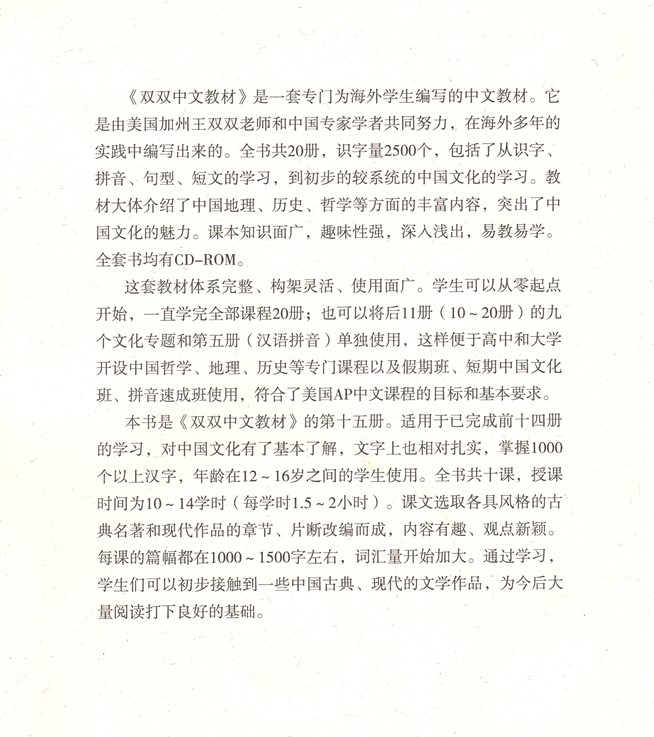 《双双中文教材》是一套专门为海外学生编写的中文教材。它
是由美国加州王双双老师和中国专家学者共同努力，在海外多年的
实践中编写出来的。全书共20册，识字量2500个，包括了从识字、
拼音、句型、短文的学习，到初步的较系统的中国文化的学习。教
材大体介绍了中国地理、历史、哲学等方面的丰富内容，突出了中
国文化的魅力。课本知识面广，趣味性强，深入浅出，易教易学。
全套书均有CD-ROM。
这套教材体系完整、构架灵活、使用面广。学生可以从零起点
开始，一直学完全部课程20册；也可以将后11册（10～20册）的九
个文化专题和第五册（汉语拼音）单独使用，这样便于高中和大学
开设中国哲学、地理、历史等专门课程以及假期班、短期中国文化
班、拼音速成班使用，符合了美国AP中文课程的目标和基本要求。
本书是《双双中文教材》的第十五册。适用于已完成前十四册
的学习，对中国文化有了基本了解，文字上也相对扎实，掌握1000
个以上汉字，年龄在12～16岁之间的学生使用。全书共十课，授课
时间为10～14学时（每学时1.5～2小时）。课文选取各具风格的古
典名著和现代作品的章节、片断改编而成，内容有趣、观点新颖。
每课的篇幅都在1000～1500字左右，词汇量开始加大。通过学习，
学生们可以初步接触到一些中国古典、现代的文学作品，为今后大
量阅读打下良好的基础。